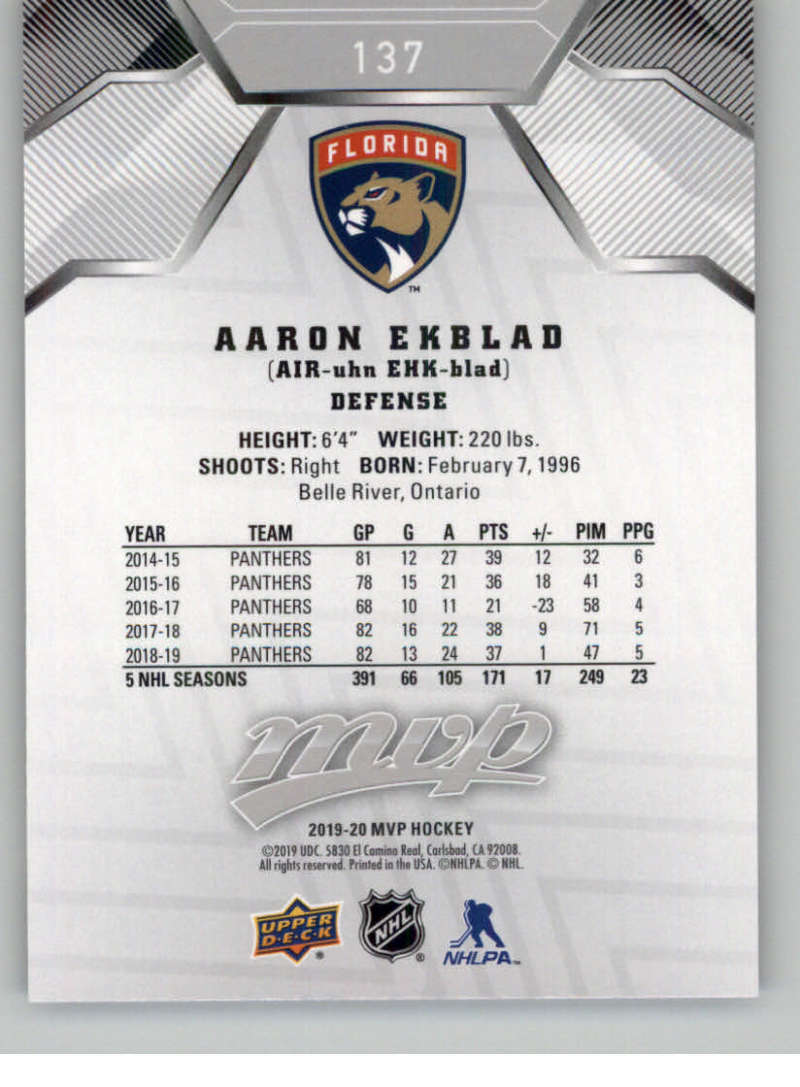 137
FLORIDA
TM
AARON EKBLAD
(AIR-uhn EHK-blad)
DEFENSE
HEIGHT: 6'4" WEIGHT: 220 lbs.
SHOOTS: Right BORN: February 7, 1996
Belle River, Ontario
YEAR TEAM GP G A PTS +/- PIM PPG
2014-15 PANTHERS 81 12 27 39 12 32 6
2015-16 PANTHERS 78 15 21 36 18 41 3
2016-17 PANTHERS 68 10 11 21 -23 58 4
2017-18 PANTHERS 82 16 22 38 9 71 5
2018-19 PANTHERS 82 13 24 37 1 47 5
5 NHL SEASONS 391 66 105 171 17 249 23
mvp
2019-20 MVP HOCKEY
©2019 UDC. 5830 El Camino Real, Carlsbad, CA 92008.
All rights reserved. Printed in the USA. ©NHLPA. © NHL.
UPPER
D·E·C·K ®
NHL ®
NHLPA™